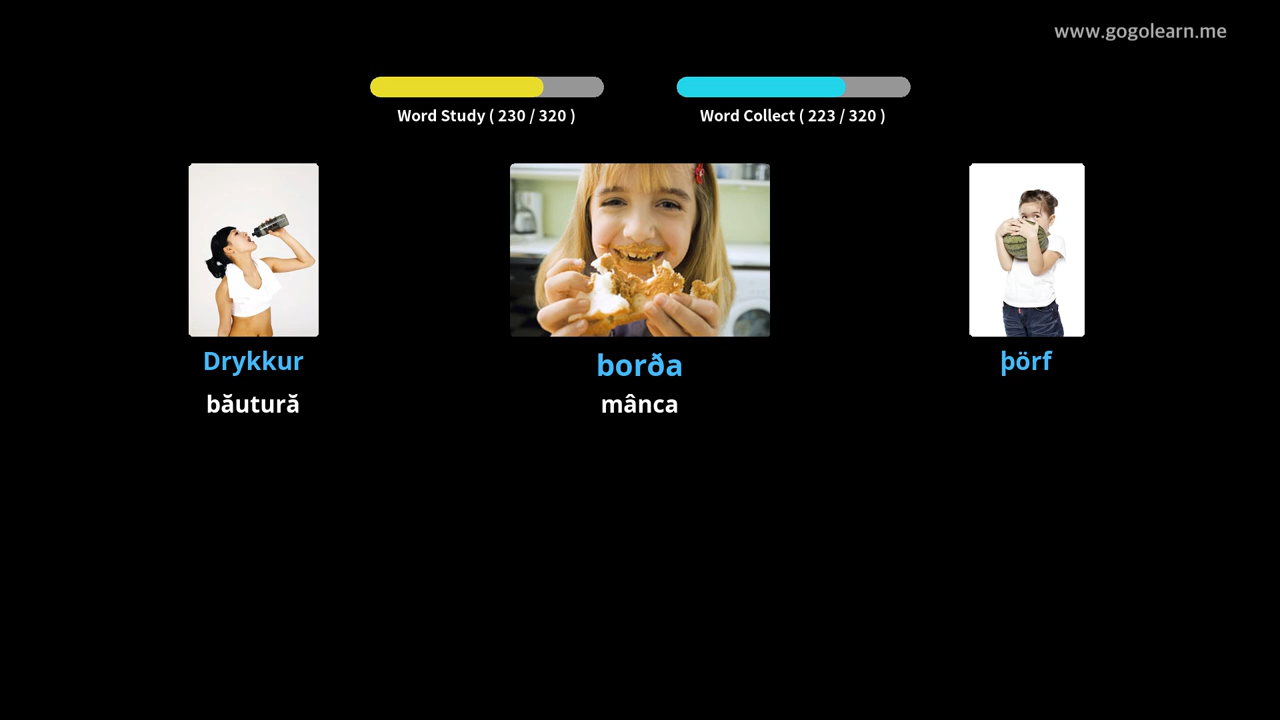 www.gogolearn.me
Word Study ( 230 / 320 )
Word Collect ( 223 / 320 )
Drykkur
borða
þörf
băutură
mânca